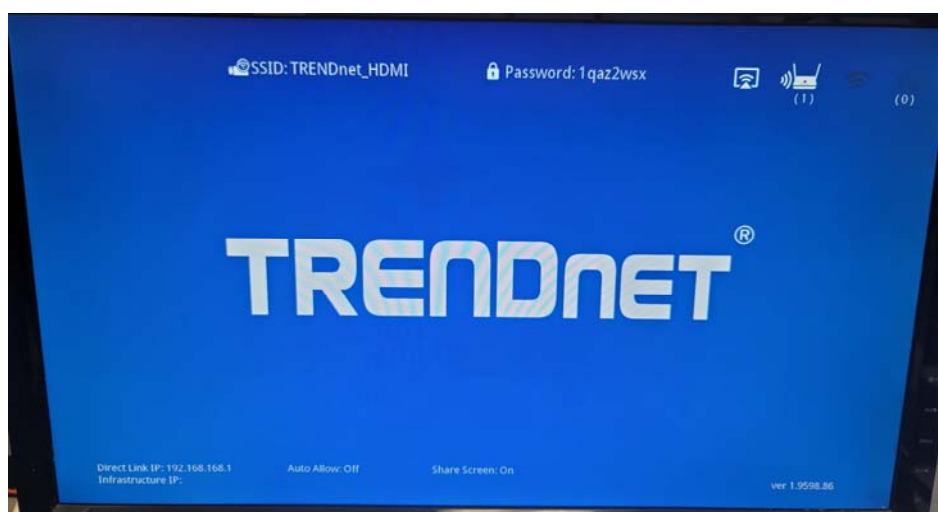 SSID: TRENDnet_HDMI
Password: 1qaz2wsx
(1)
(0)
TRENDNET®
Direct Link IP: 192.168.168.1
Auto Allow: Off
Share Screen: On
Infrastructure IP:
ver 1.9598.86